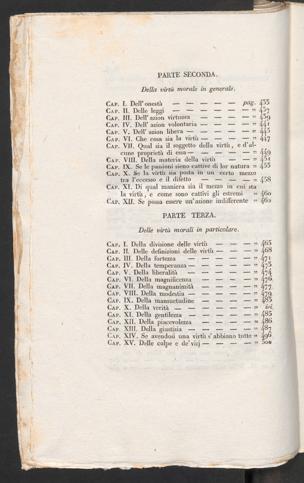 PARTE SECONDA.
Della virtù morale in generale.
CAP. I. Dell'onestà — — — — — pag. 455
CAP. II. Delle leggi — — — — — » 457
CAP. III. Dell'azion virtuosa — — — — » 459
CAP. IV. Dell'azion volontaria — — — — » 441
CAP. V. Dell'azion libera — — — — — » 445
CAP. VI. Che cosa sia la virtù — — — — » 447
CAP. VII. Qual sia il soggetto della virtù, e d'al-
cune proprietà di essa — — — — — » 449
CAP. VIII. Della materia della virtù — — — » 451
CAP. IX. Se le passioni sieno cattive di lor natura » 455
CAP. X. Se la virtù sia posta in un certo mezzo
tra l'eccesso e il difetto — — — — » 458
CAP. XI. Di qual maniera sia il mezzo in cui sta
la virtù, e come sono cattivi gli estremi » 460
CAP. XII. Se possa essere un'azione indifferente » 462
PARTE TERZA.
Delle virtù morali in particolare.
CAP. I. Della divisione delle virtù — — — » 465
CAP. II. Delle definizioni delle virtù — — — » 468
CAP. III. Della fortezza — — — — — » 471
CAP. IV. Della temperanza — — — — —
CAP. V. Della liberalità — — — — — » 474
CAP. VI. Della magnificenza — — — — » 476
CAP. VII. Della magnanimità — — — — » 477
CAP. VIII. Della modestia — — — — — » 479
CAP. IX. Della mansuetudine — — — —
CAP. X. Della verità — — — — — — » ivi
CAP. XI. Della gentilezza — — — — — » 485
CAP. XII. Della piacevolezza — — — — » 486
CAP. XIII. Della giustizia — — — — — » 487
CAP. XIV. Se avendosi una virtù s'abbiano tutte » 496
CAP. XV. Delle colpe e de' vizj — — — — » 500